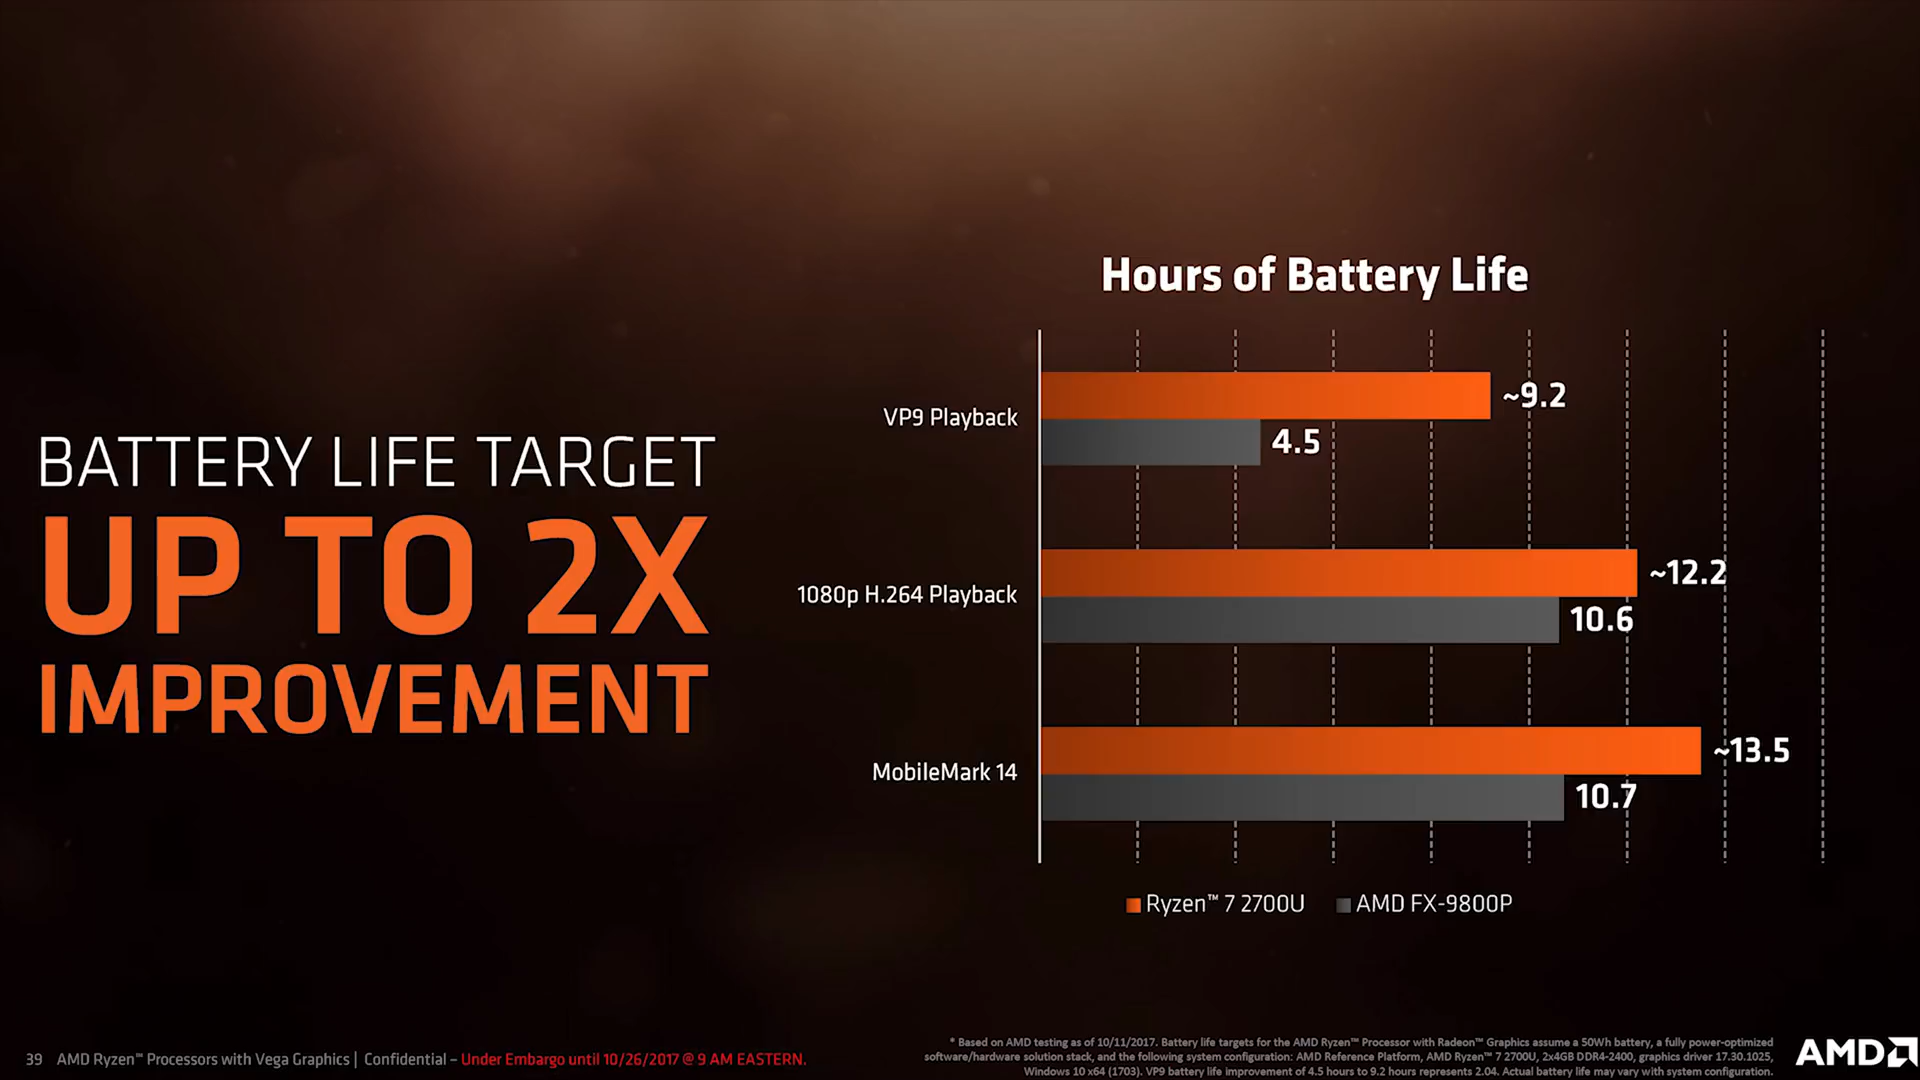 BATTERY LIFE TARGET
UP TO 2X
IMPROVEMENT
Hours of Battery Life
VP9 Playback
~9.2
4.5
1080p H.264 Playback
~12.2
10.6
MobileMark 14
~13.5
10.7
Ryzen™ 7 2700U
AMD FX-9800P
39 AMD Ryzen™ Processors with Vega Graphics | Confidential – Under Embargo until 10/26/2017 @ 9 AM EASTERN.
* Based on AMD testing as of 10/11/2017. Battery life targets for the AMD Ryzen™ Processor with Radeon™ Graphics assume a 50Wh battery, a fully power-optimized
software/hardware solution stack, and the following system configuration: AMD Reference Platform, AMD Ryzen™ 7 2700U, 2x4GB DDR4-2400, graphics driver 17.30.1025,
Windows 10 x64 (1703). VP9 battery life improvement of 4.5 hours to 9.2 hours represents 2.04. Actual battery life may vary with system configuration.
AMD